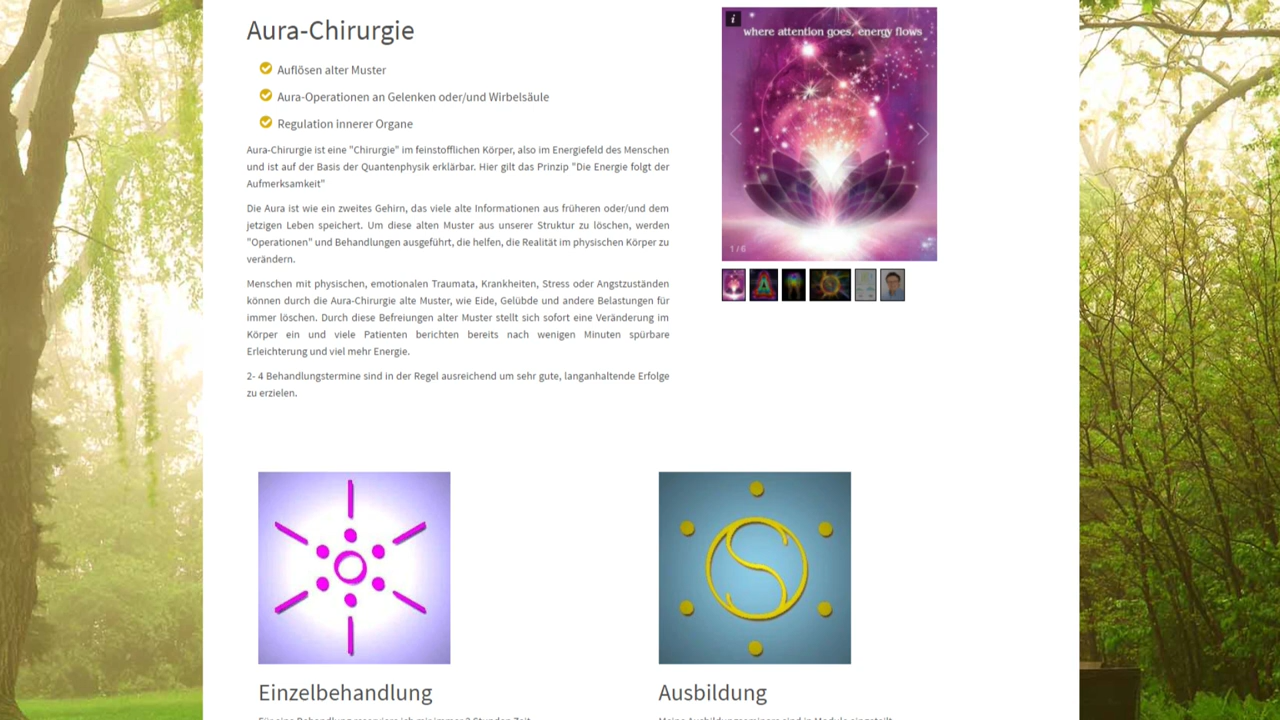 Aura-Chirurgie
Auflösen alter Muster
Aura-Operationen an Gelenken oder/und Wirbelsäule
Regulation innerer Organe
Aura-Chirurgie ist eine "Chirurgie" im feinstofflichen Körper, also im Energiefeld des Menschen
und ist auf der Basis der Quantenphysik erklärbar. Hier gilt das Prinzip "Die Energie folgt der
Aufmerksamkeit"
Die Aura ist wie ein zweites Gehirn, das viele alte Informationen aus früheren oder/und dem
jetzigen Leben speichert. Um diese alten Muster aus unserer Struktur zu löschen, werden
"Operationen" und Behandlungen ausgeführt, die helfen, die Realität im physischen Körper zu
verändern.
Menschen mit physischen, emotionalen Traumata, Krankheiten, Stress oder Angstzuständen
können durch die Aura-Chirurgie alte Muster, wie Eide, Gelübde und andere Belastungen für
immer löschen. Durch diese Befreiungen alter Muster stellt sich sofort eine Veränderung im
Körper ein und viele Patienten berichten bereits nach wenigen Minuten spürbare
Erleichterung und viel mehr Energie.
2- 4 Behandlungstermine sind in der Regel ausreichend um sehr gute, langanhaltende Erfolge
zu erzielen.
i
where attention goes, energy flows
1 / 6
Einzelbehandlung
Ausbildung